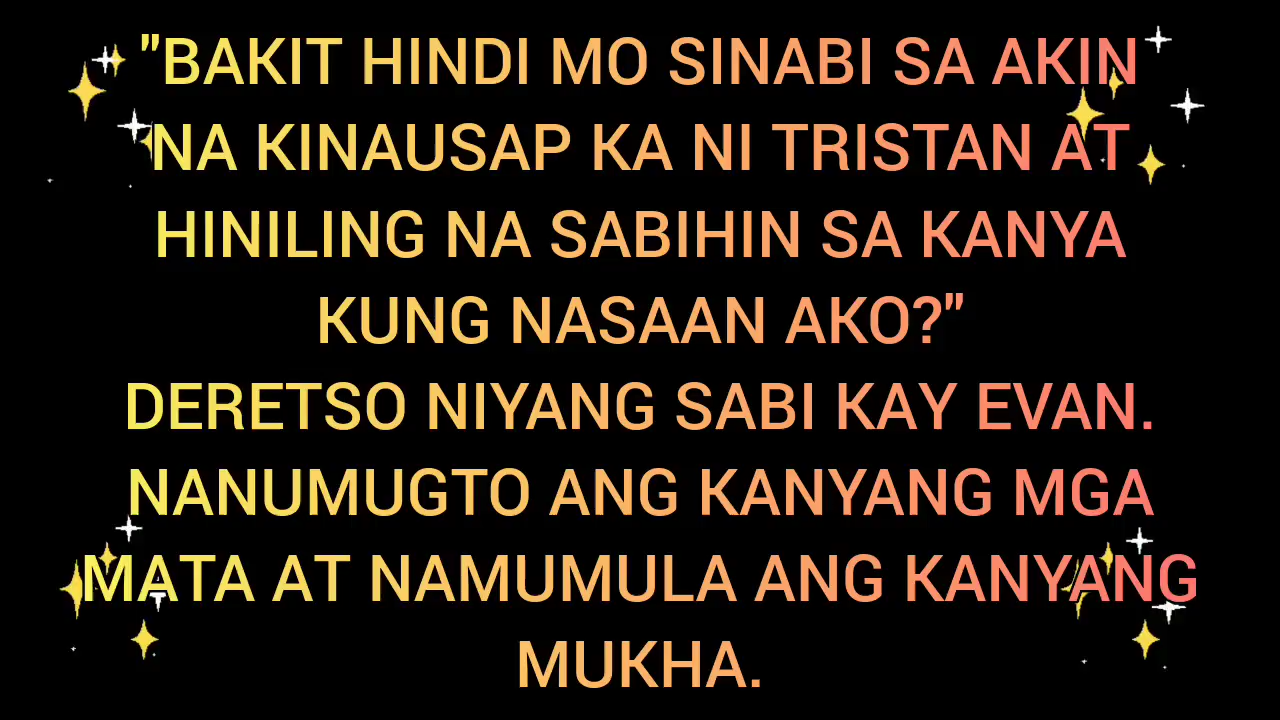 "BAKIT HINDI MO SINABI SA AKIN
NA KINAUSAP KA NI TRISTAN AT
HINILING NA SABIHIN SA KANYA
KUNG NASAAN AKO?"
DERETSO NIYANG SABI KAY EVAN.
NANUMUGTO ANG KANYANG MGA
MATA AT NAMUMULA ANG KANYANG
MUKHA.